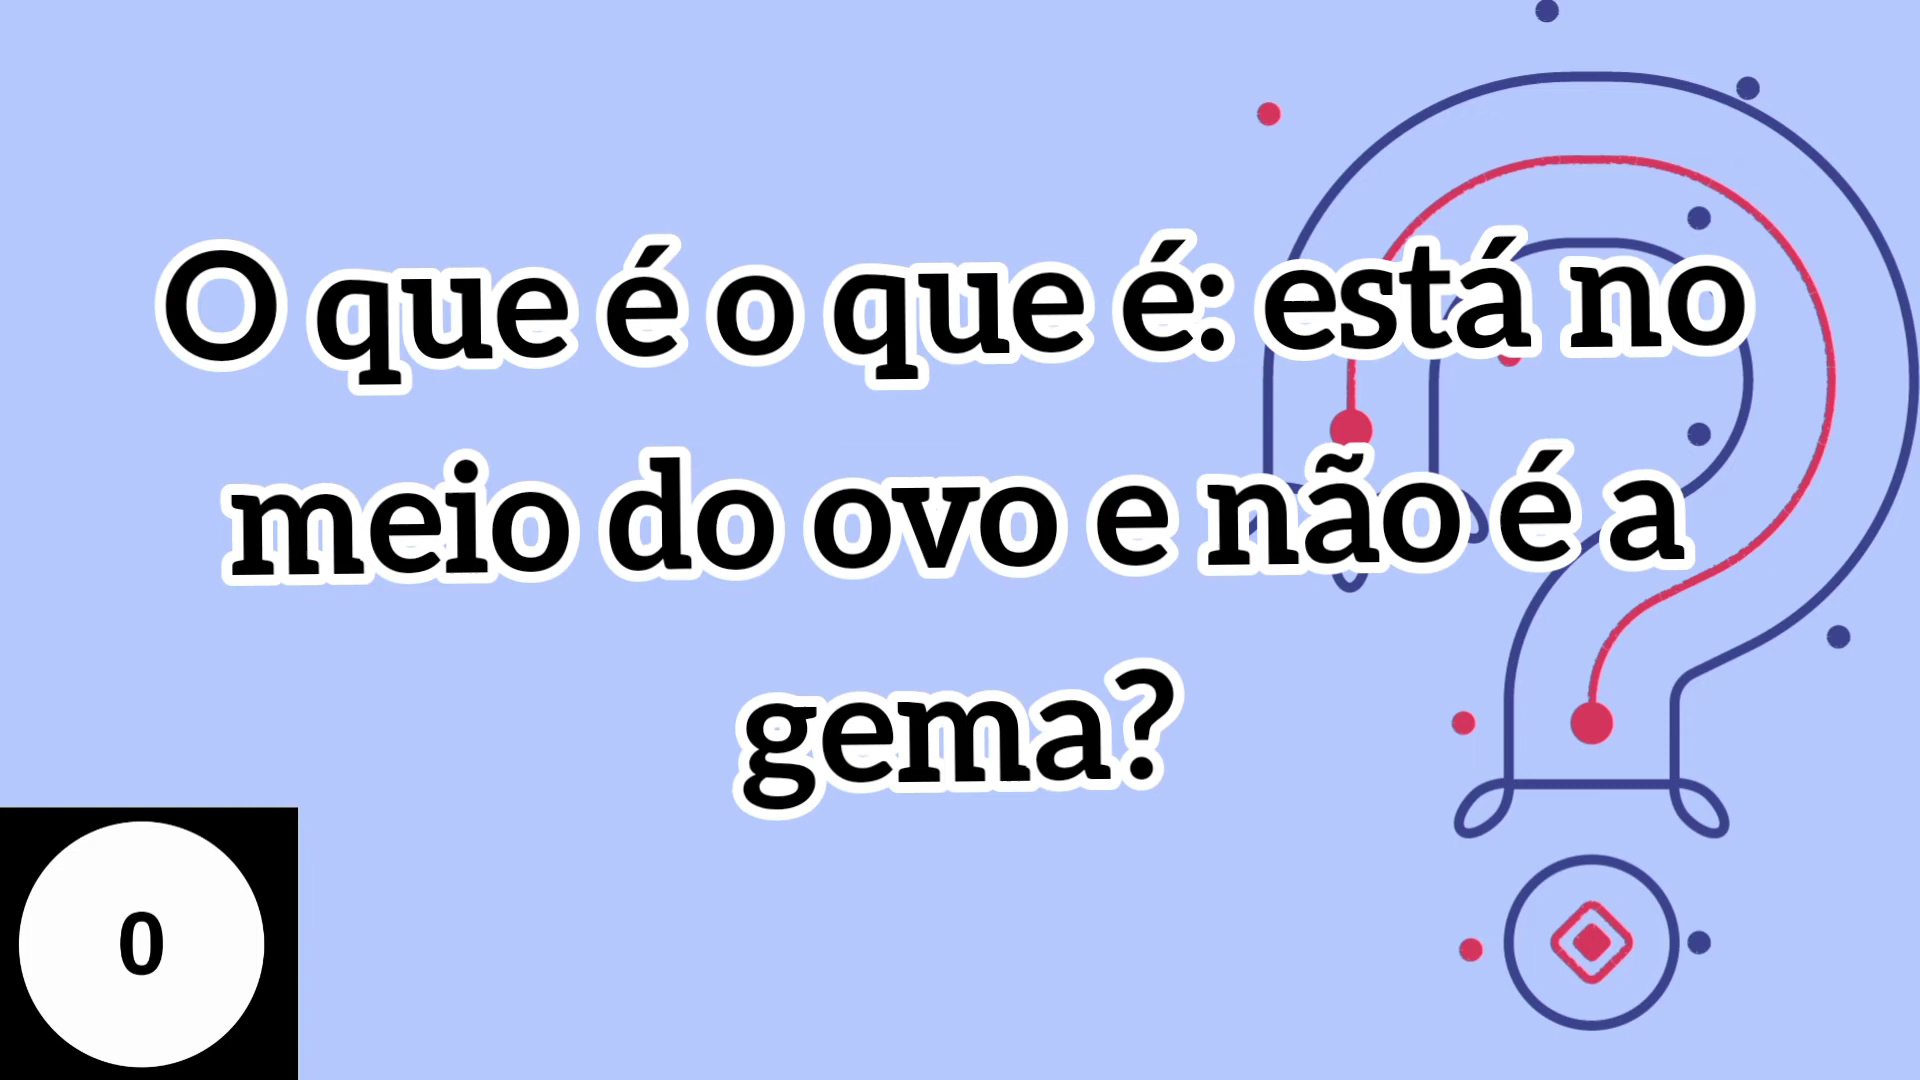 O que é o que é: está no
meio do ovo e não é a
gema?
0